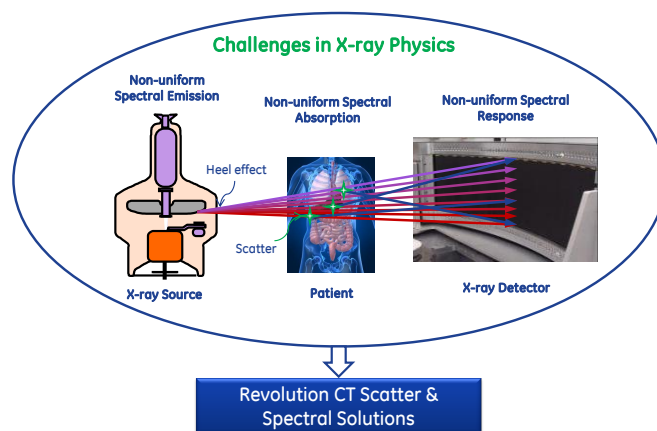 Challenges in X-ray Physics
Non-uniform
Spectral Emission
Non-uniform Spectral
Absorption
Non-uniform Spectral
Response
Heel effect
Scatter
X-ray Source
Patient
X-ray Detector
Revolution CT Scatter &
Spectral Solutions